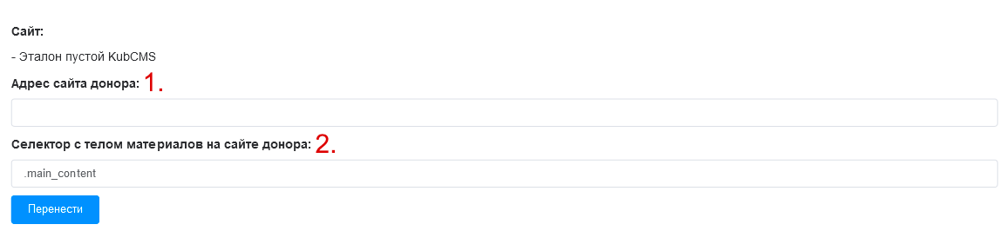 Сайт:
- Эталон пустой KubCMS
Адрес сайта донора: 1.
Селектор с телом материалов на сайте донора: 2.
.main_content
Перенести